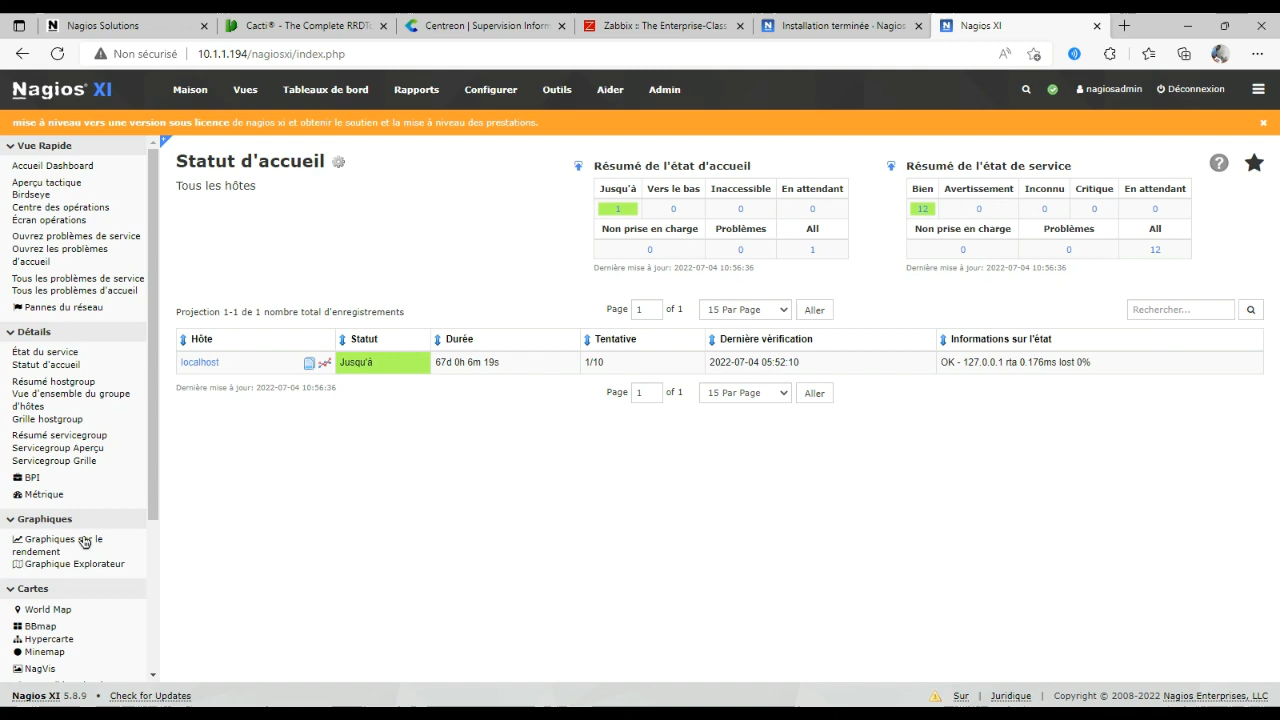 Nagios Solutions
Cacti® - The Complete RRDTo
Centreon | Supervision Inform
Zabbix :: The Enterprise-Class
Installation terminée - Nagios
Nagios XI
Non sécurisé
10.1.1.194/nagiosxi/index.php
Nagios® XI
Maison Vues Tableaux de bord Rapports Configurer Outils Aider Admin
nagiosadmin Déconnexion
mise à niveau vers une version sous licence de nagios xi et obtenir le soutien et la mise à niveau des prestations.
Vue Rapide
Accueil Dashboard
Aperçu tactique
Birdseye
Centre des opérations
Écran opérations
Ouvrez problèmes de service
Ouvrez les problèmes
d'accueil
Tous les problèmes de service
Tous les problèmes d'accueil
Pannes du réseau
Détails
État du service
Statut d'accueil
Résumé hostgroup
Vue d'ensemble du groupe
d'hôtes
Grille hostgroup
Résumé servicegroup
Servicegroup Aperçu
Servicegroup Grille
BPI
Métrique
Graphiques
Graphiques sur le
rendement
Graphique Explorateur
Cartes
World Map
BBmap
Hypercarte
Minemap
NagVis
Statut d'accueil
Tous les hôtes
Résumé de l'état d'accueil
Jusqu'à Vers le bas Inaccessible En attendant
1 0 0 0
Non prise en charge Problèmes All
0 0 1
Dernière mise à jour: 2022-07-04 10:56:36
Résumé de l'état de service
Bien Avertissement Inconnu Critique En attendant
12 0 0 0 0
Non prise en charge Problèmes All
0 0 12
Dernière mise à jour: 2022-07-04 10:56:36
Projection 1-1 de 1 nombre total d'enregistrements
Page 1 of 1 15 Par Page Aller
Rechercher...
Hôte Statut Durée Tentative Dernière vérification Informations sur l'état
localhost Jusqu'à 67d 0h 6m 19s 1/10 2022-07-04 05:52:10 OK - 127.0.0.1 rta 0.176ms lost 0%
Dernière mise à jour: 2022-07-04 10:56:36
Page 1 of 1 15 Par Page Aller
Nagios XI 5.8.9 • Check for Updates
Sur | Juridique | Copyright © 2008-2022 Nagios Enterprises, LLC